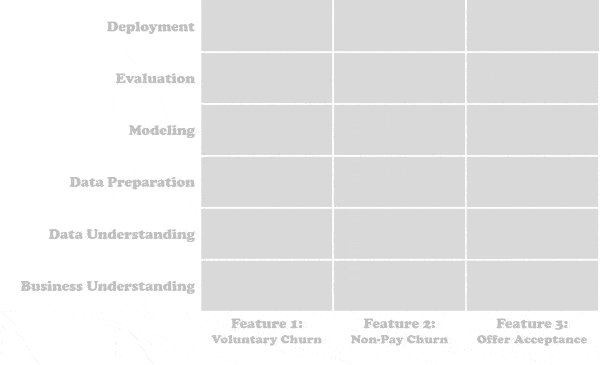 Deployment
Evaluation
Modeling
Data Preparation
Data Understanding
Business Understanding
Feature 1:
Voluntary Churn
Feature 2:
Non-Pay Churn
Feature 3:
Offer Acceptance